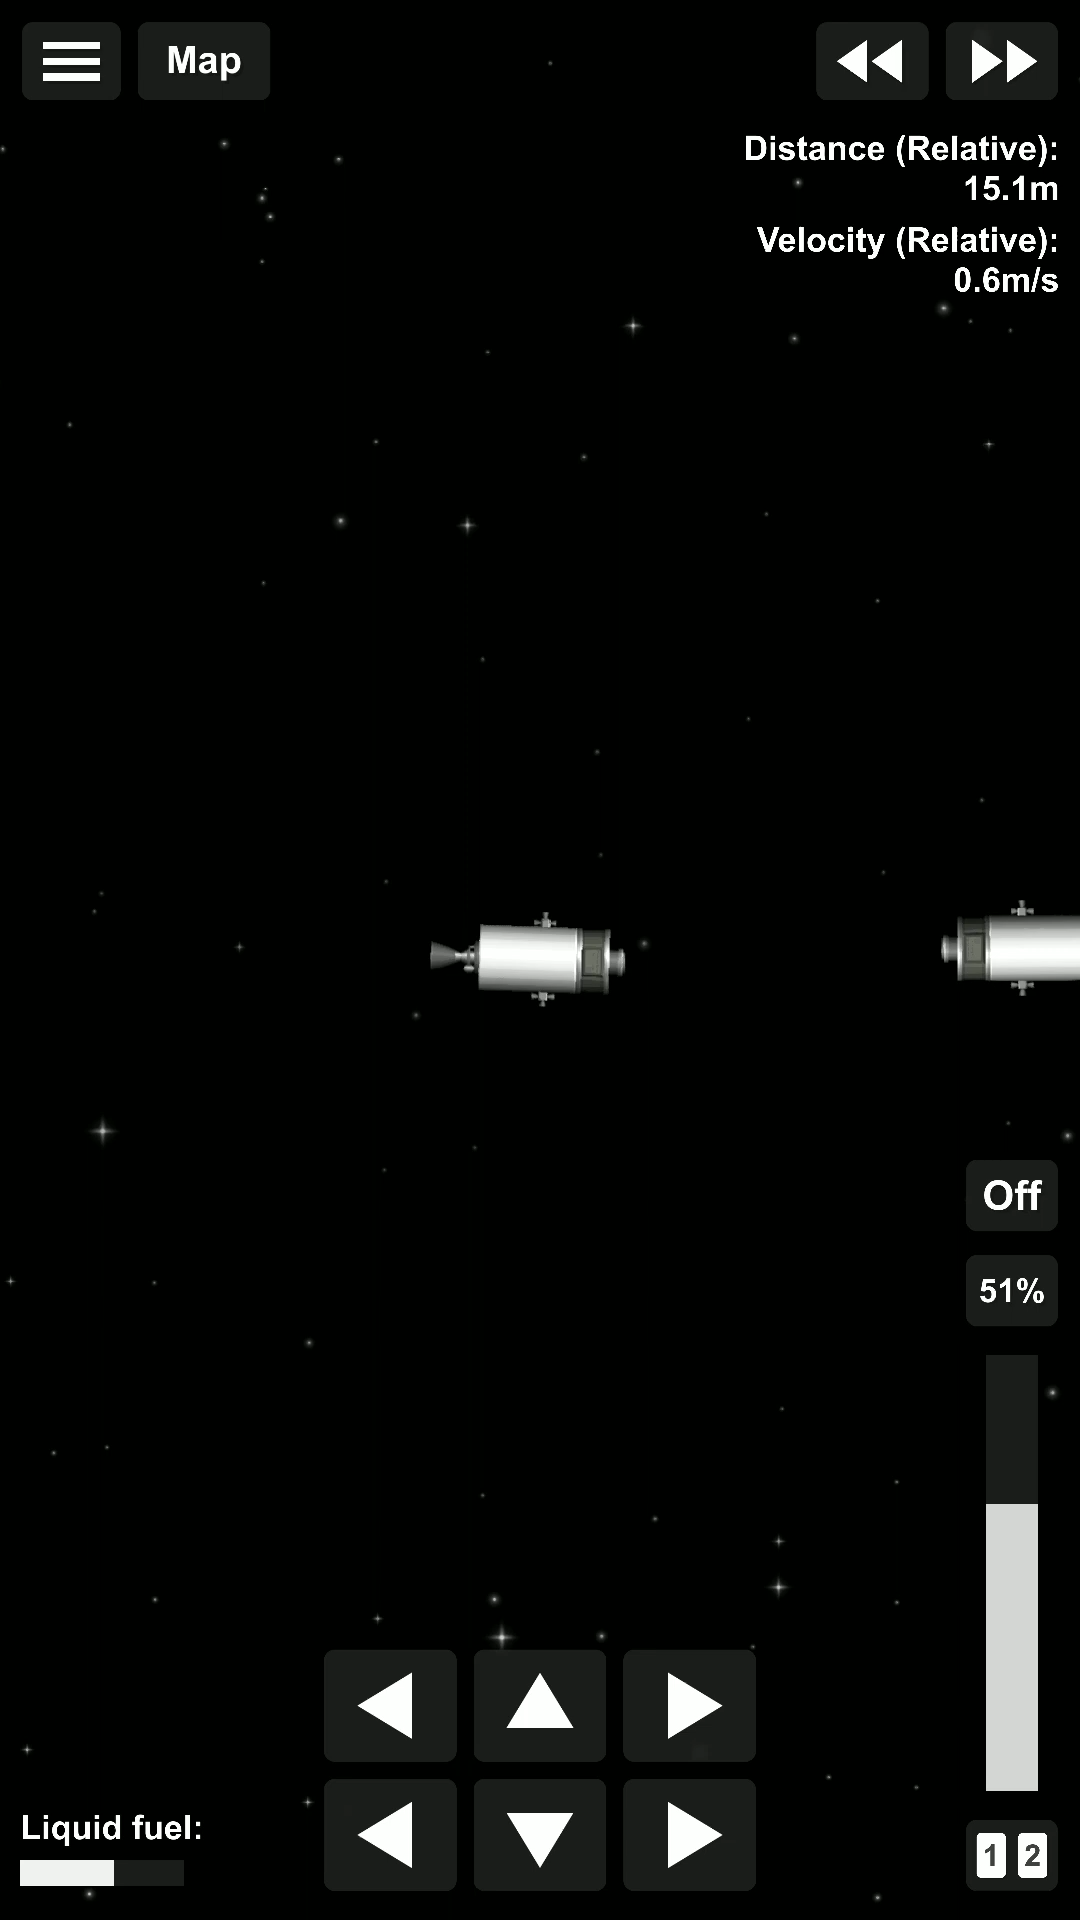 Map
Distance (Relative):
15.1m
Velocity (Relative):
0.6m/s
Off
51%
Liquid fuel:
1 2